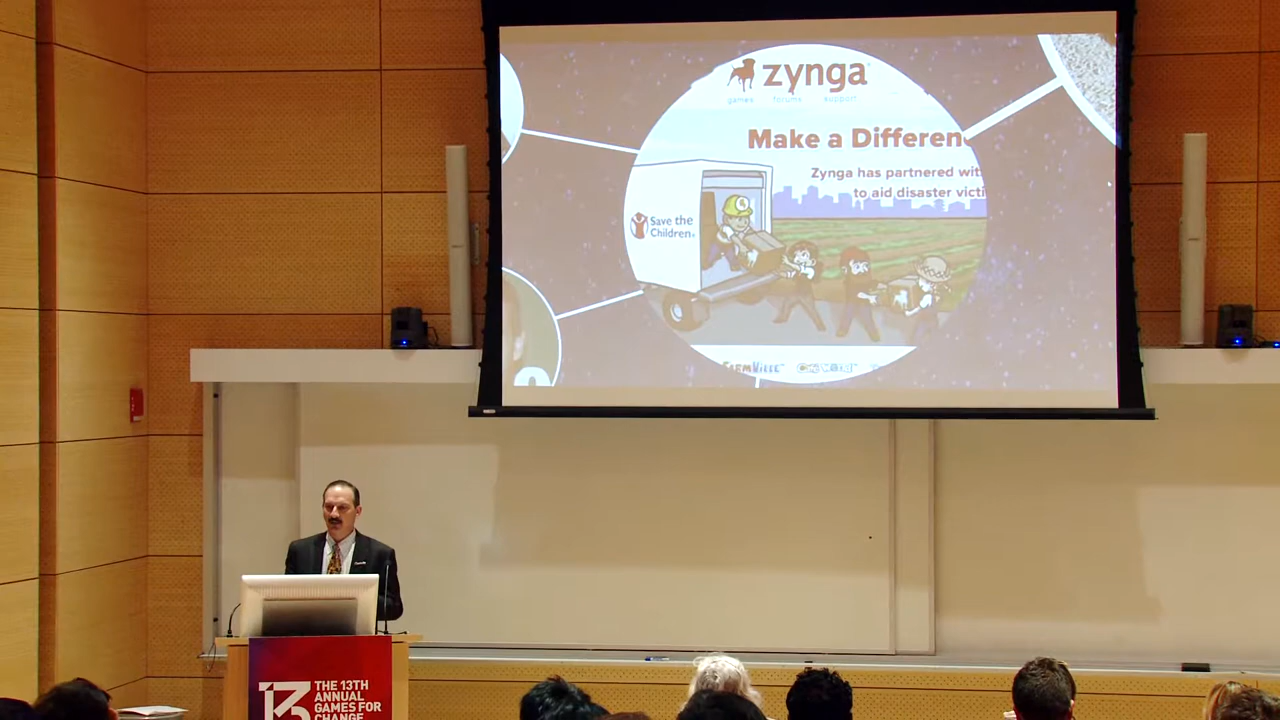 zynga
games forums support
Make a Differen
Zynga has partnered wit
to aid disaster victi
Save the
Children®
FARMVILLE™
13
THE 13TH
ANNUAL
GAMES FOR
CHANGE